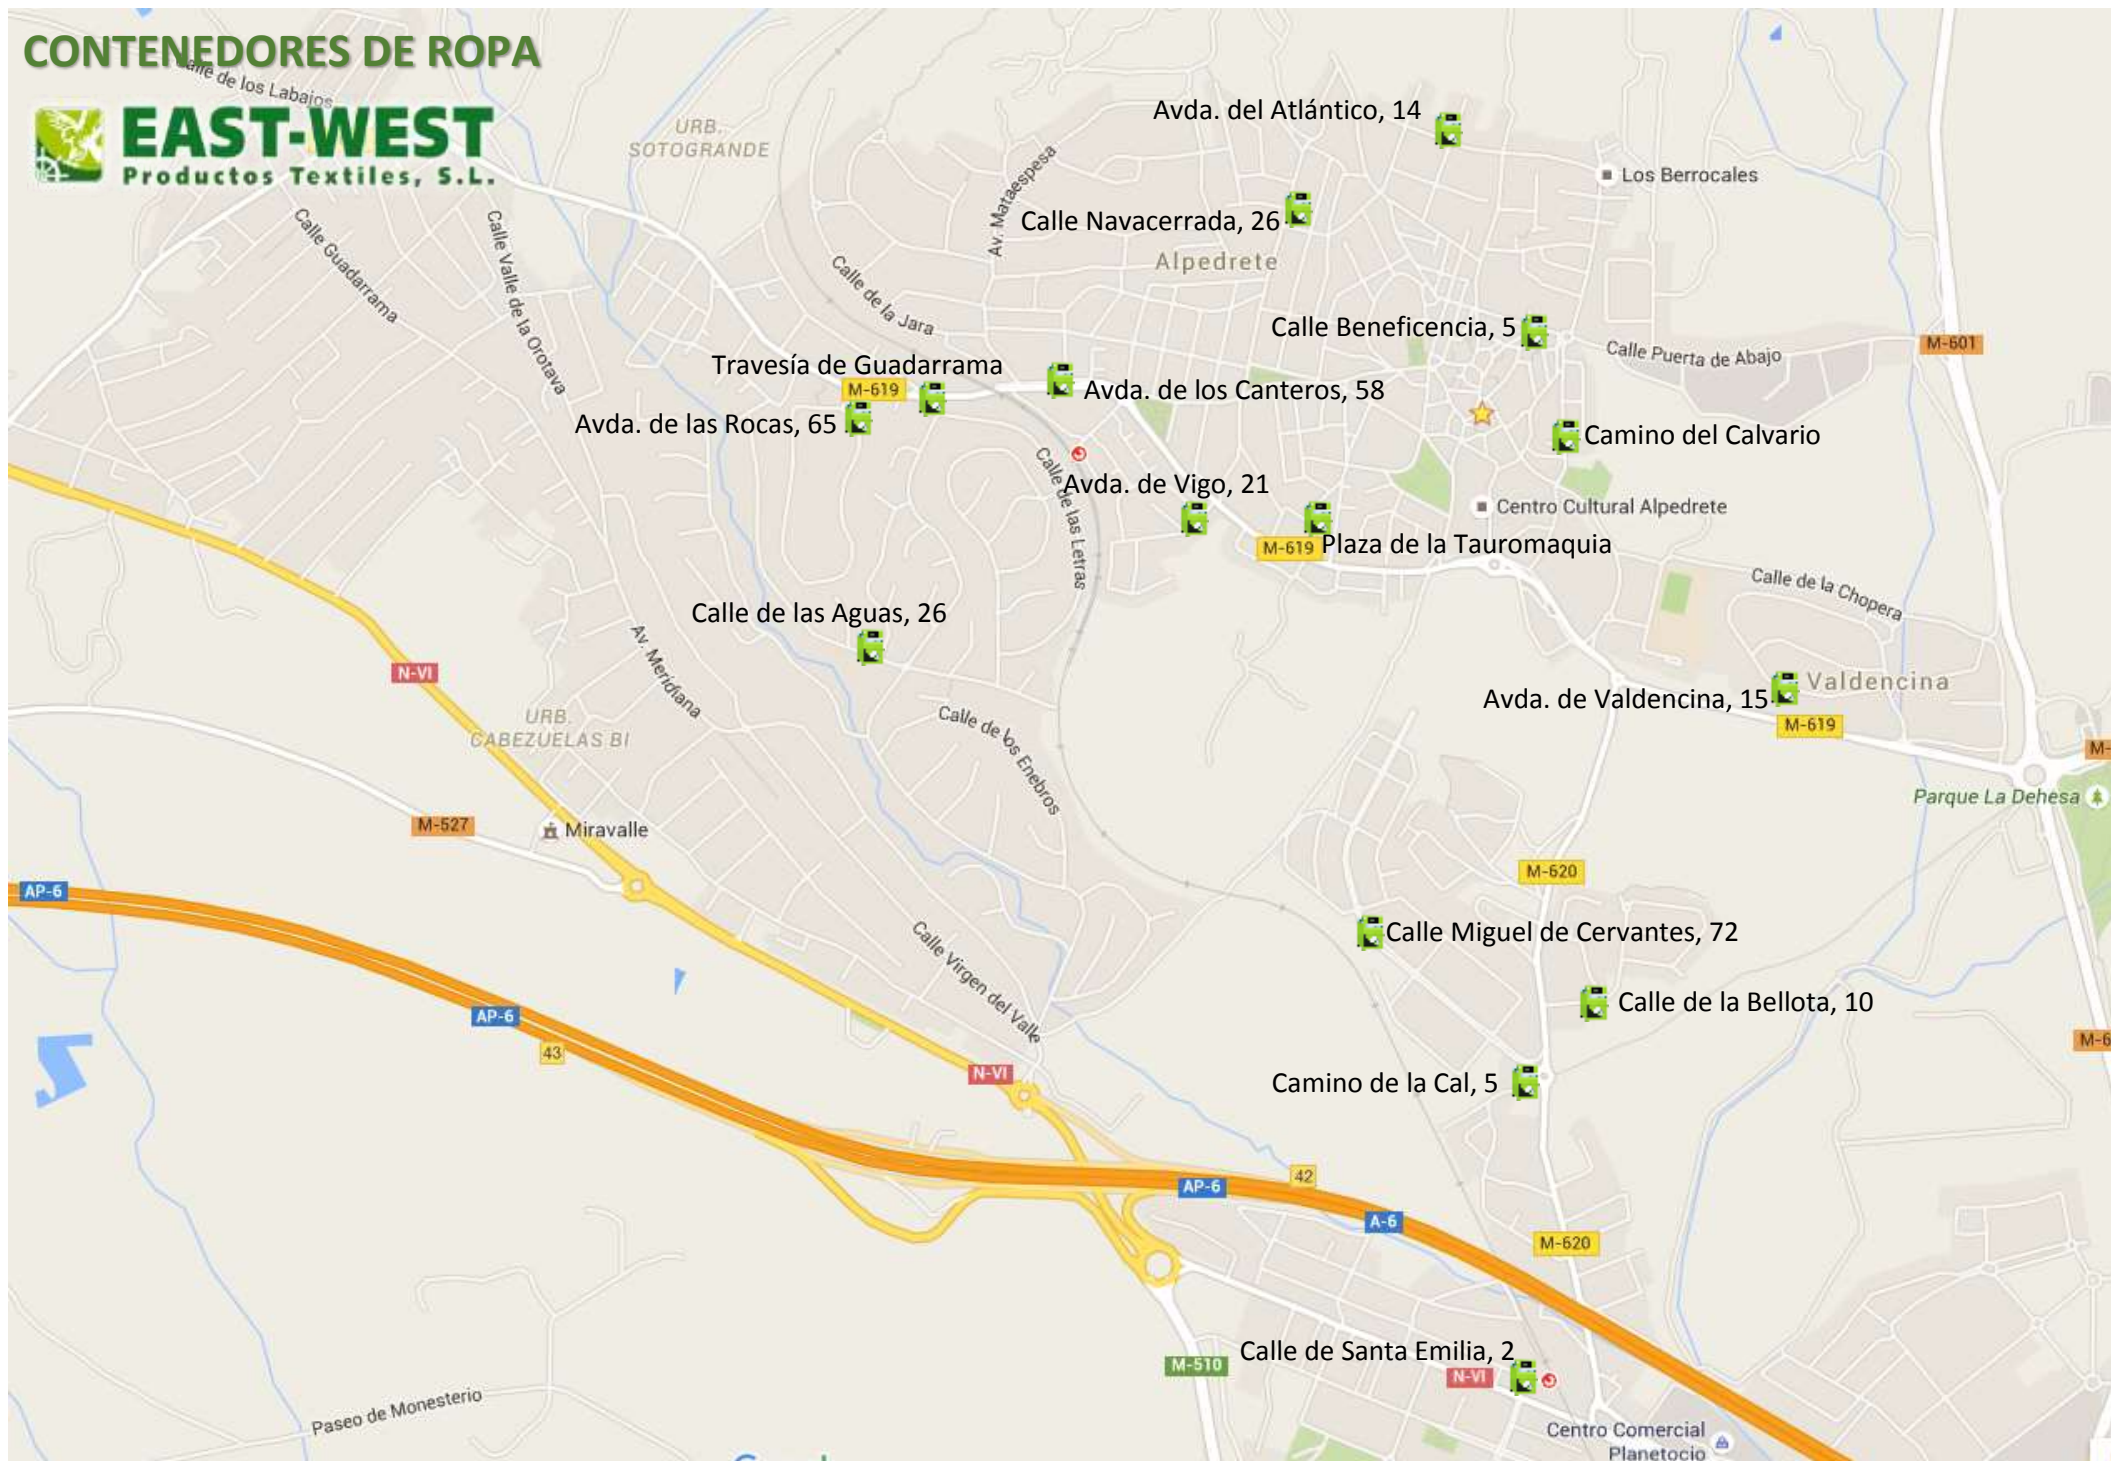 CONTENEDORES DE ROPA
Calle de los Labajos
EAST-WEST
Productos Textiles, S.L.
URB.
SOTOGRANDE
Avda. del Atlántico, 14
Los Berrocales
Av. Mataespesa
Calle Navacerrada, 26
Alpedrete
Calle Guadarrama
Calle Valle de la Orotava
Calle de la Jara
Calle Beneficencia, 5
Calle Puerta de Abajo
M-601
Travesía de Guadarrama
M-619
Avda. de los Canteros, 58
Avda. de las Rocas, 65
Camino del Calvario
Calle de las Letras
Avda. de Vigo, 21
Centro Cultural Alpedrete
M-619
Plaza de la Tauromaquia
Calle de la Chopera
Calle de las Aguas, 26
Av. Meridiana
N-VI
Valdencina
Avda. de Valdencina, 15
M-619
URB.
CABEZUELAS BI
Calle de los Enebros
M-
Parque La Dehesa
M-527
Miravalle
M-620
AP-6
Calle Miguel de Cervantes, 72
Calle Virgen del Valle
Calle de la Bellota, 10
AP-6
43
M-6
N-VI
Camino de la Cal, 5
42
AP-6
A-6
M-620
Calle de Santa Emilia, 2
M-510
N-VI
Paseo de Monesterio
Centro Comercial
Planetocio